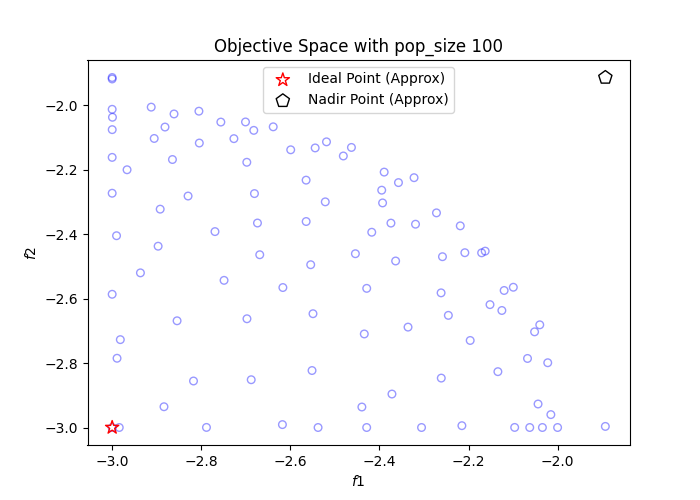 Objective Space with pop_size 100
Ideal Point (Approx)
Nadir Point (Approx)
−2.0
−2.2
−2.4
−2.6
−2.8
−3.0
f2
−3.0 −2.8 −2.6 −2.4 −2.2 −2.0
f1